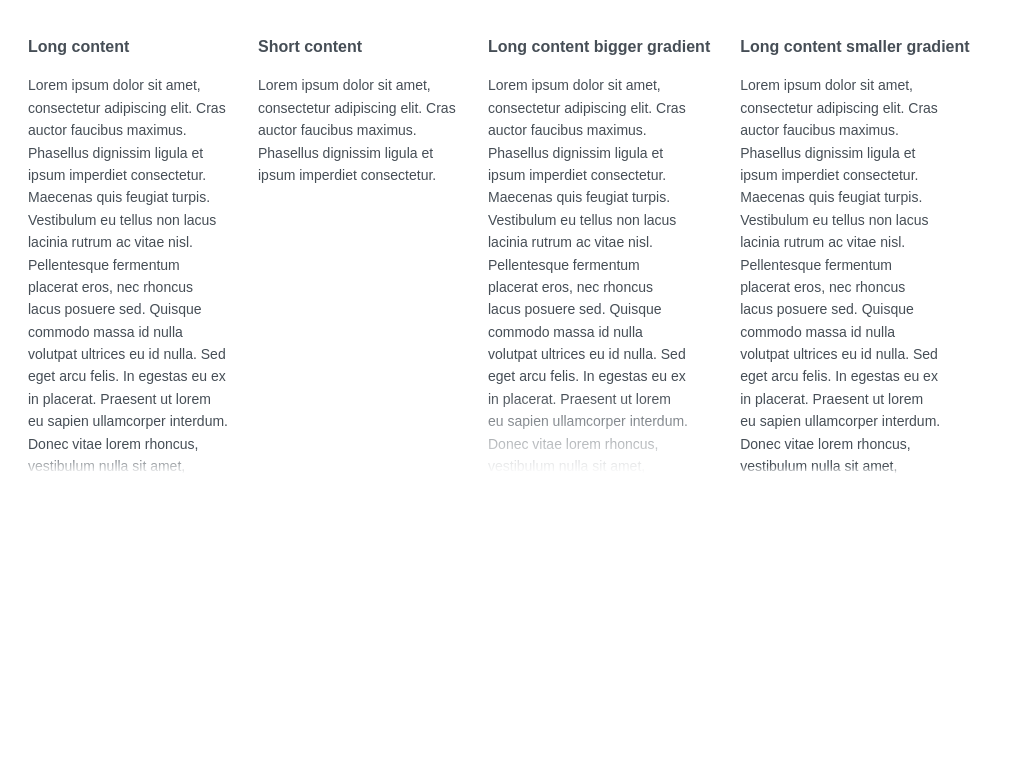 Long content
Lorem ipsum dolor sit amet,
consectetur adipiscing elit. Cras
auctor faucibus maximus.
Phasellus dignissim ligula et
ipsum imperdiet consectetur.
Maecenas quis feugiat turpis.
Vestibulum eu tellus non lacus
lacinia rutrum ac vitae nisl.
Pellentesque fermentum
placerat eros, nec rhoncus
lacus posuere sed. Quisque
commodo massa id nulla
volutpat ultrices eu id nulla. Sed
eget arcu felis. In egestas eu ex
in placerat. Praesent ut lorem
eu sapien ullamcorper interdum.
Donec vitae lorem rhoncus,
vestibulum nulla sit amet,
Short content
Lorem ipsum dolor sit amet,
consectetur adipiscing elit. Cras
auctor faucibus maximus.
Phasellus dignissim ligula et
ipsum imperdiet consectetur.
Long content bigger gradient
Lorem ipsum dolor sit amet,
consectetur adipiscing elit. Cras
auctor faucibus maximus.
Phasellus dignissim ligula et
ipsum imperdiet consectetur.
Maecenas quis feugiat turpis.
Vestibulum eu tellus non lacus
lacinia rutrum ac vitae nisl.
Pellentesque fermentum
placerat eros, nec rhoncus
lacus posuere sed. Quisque
commodo massa id nulla
volutpat ultrices eu id nulla. Sed
eget arcu felis. In egestas eu ex
in placerat. Praesent ut lorem
eu sapien ullamcorper interdum.
Donec vitae lorem rhoncus,
vestibulum nulla sit amet,
Long content smaller gradient
Lorem ipsum dolor sit amet,
consectetur adipiscing elit. Cras
auctor faucibus maximus.
Phasellus dignissim ligula et
ipsum imperdiet consectetur.
Maecenas quis feugiat turpis.
Vestibulum eu tellus non lacus
lacinia rutrum ac vitae nisl.
Pellentesque fermentum
placerat eros, nec rhoncus
lacus posuere sed. Quisque
commodo massa id nulla
volutpat ultrices eu id nulla. Sed
eget arcu felis. In egestas eu ex
in placerat. Praesent ut lorem
eu sapien ullamcorper interdum.
Donec vitae lorem rhoncus,
vestibulum nulla sit amet,